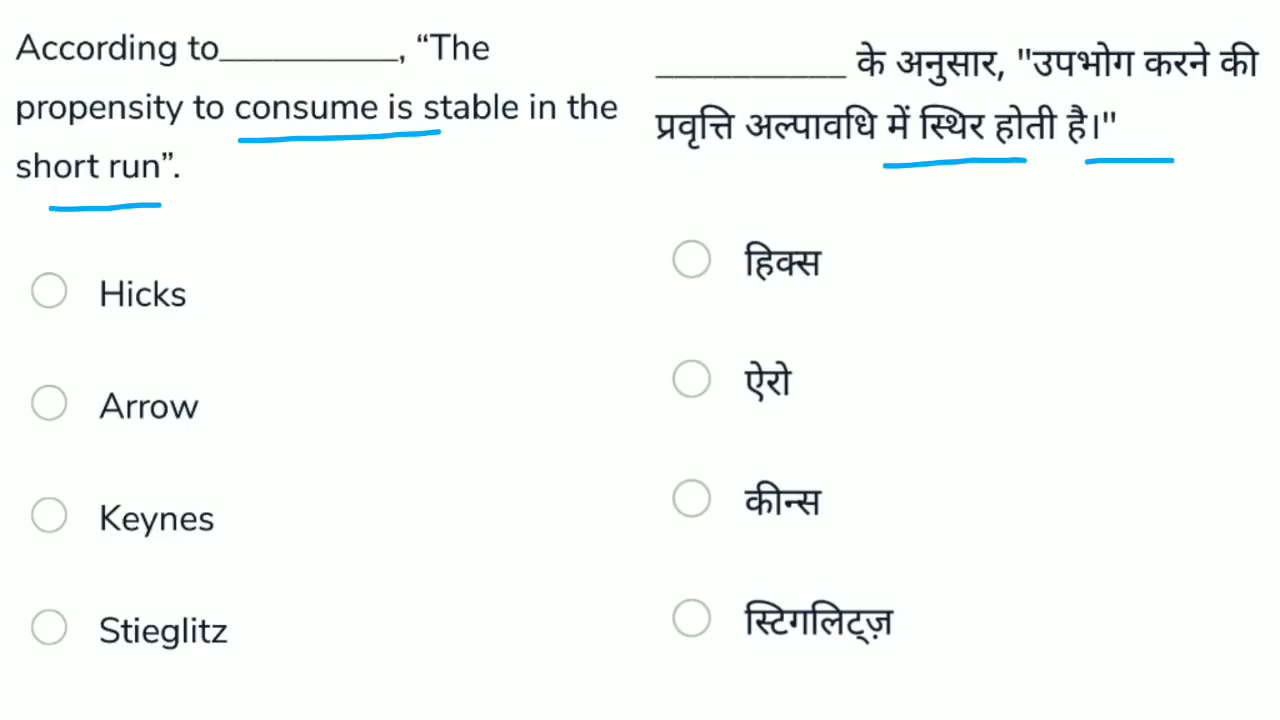 According to__________, “The
propensity to consume is stable in the
short run”.
Hicks
Arrow
Keynes
Stieglitz
___________ के अनुसार, "उपभोग करने की
प्रवृत्ति अल्पावधि में स्थिर होती है।"
हिक्स
ऐरो
कीन्स
स्टिगलिट्ज़